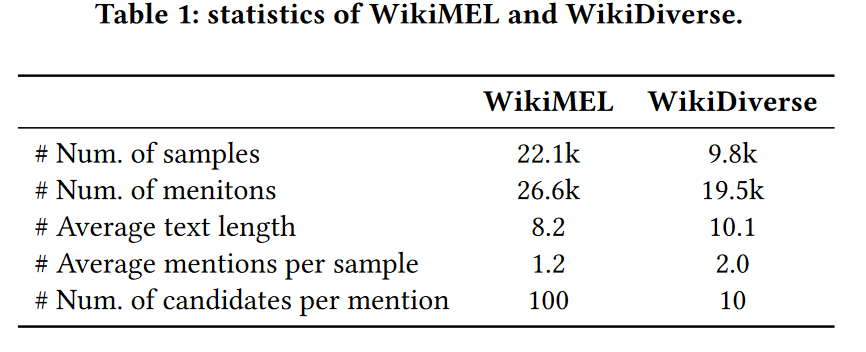 Table 1: statistics of WikiMEL and WikiDiverse.
WikiMEL WikiDiverse
# Num. of samples 22.1k 9.8k
# Num. of menitons 26.6k 19.5k
# Average text length 8.2 10.1
# Average mentions per sample 1.2 2.0
# Num. of candidates per mention 100 10